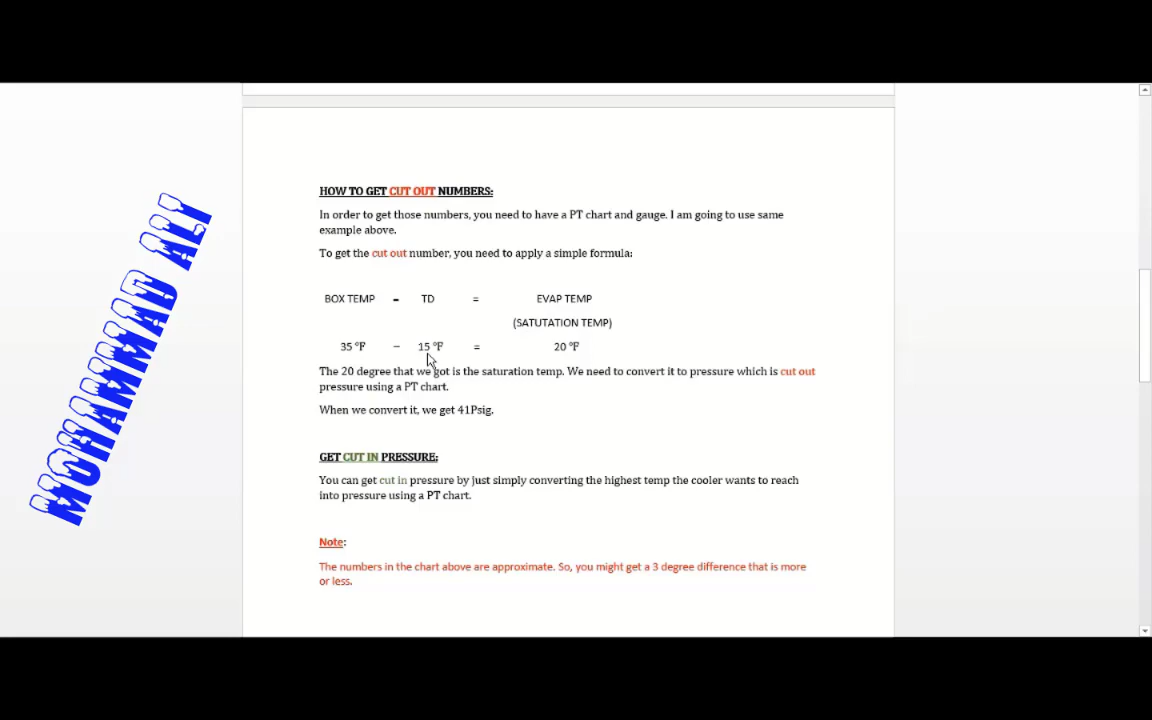 HOW TO GET CUT OUT NUMBERS:
In order to get those numbers, you need to have a PT chart and gauge. I am going to use same
example above.
To get the cut out number, you need to apply a simple formula:
BOX TEMP – TD = EVAP TEMP
(SATUTATION TEMP)
35 °F – 15 °F = 20 °F
The 20 degree that we got is the saturation temp. We need to convert it to pressure which is cut out
pressure using a PT chart.
When we convert it, we get 41Psig.
GET CUT IN PRESSURE:
You can get cut in pressure by just simply converting the highest temp the cooler wants to reach
into pressure using a PT chart.
Note:
The numbers in the chart above are approximate. So, you might get a 3 degree difference that is more
or less.
MOHAMMAD ALI